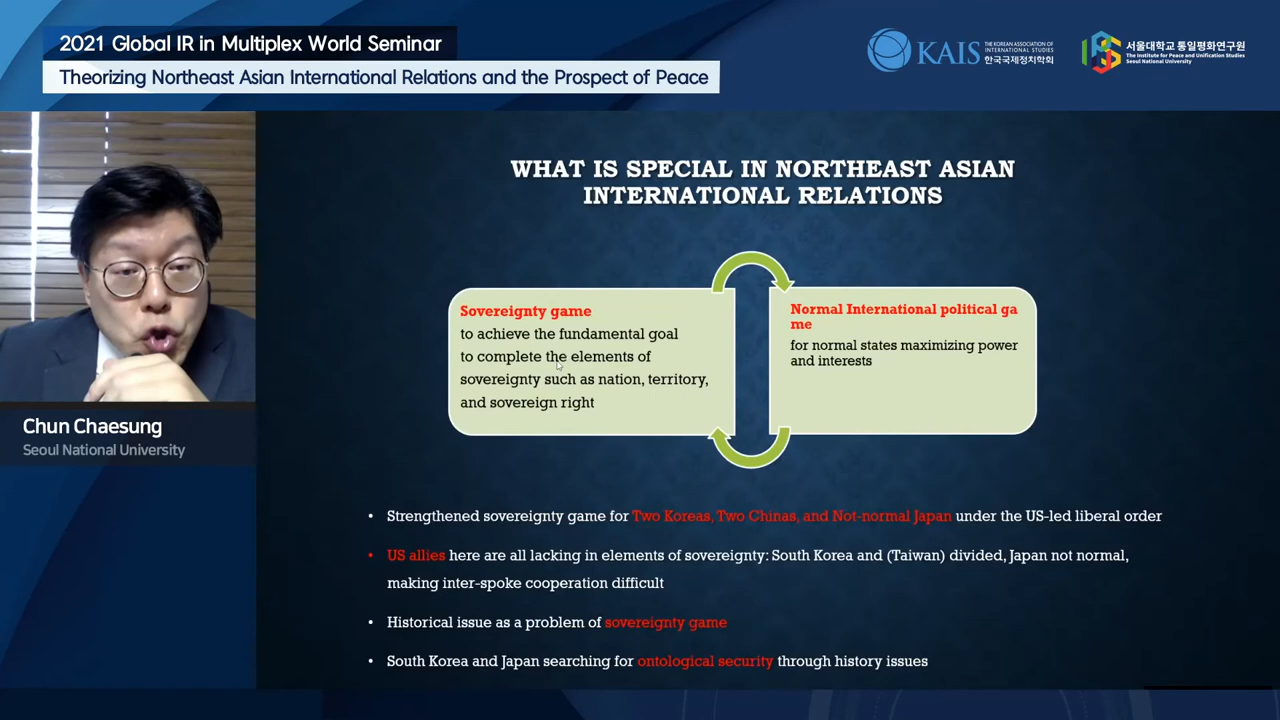 2021 Global IR in Multiplex World Seminar
Theorizing Northeast Asian International Relations and the Prospect of Peace
KAIS
THE KOREAN ASSOCIATION OF
INTERNATIONAL STUDIES
한국국제정치학회
서울대학교 통일평화연구원
The Institute for Peace and Unification Studies
Seoul National University
WHAT IS SPECIAL IN NORTHEAST ASIAN
INTERNATIONAL RELATIONS
Sovereignty game
to achieve the fundamental goal
to complete the elements of
sovereignty such as nation, territory,
and sovereign right
Normal International political ga
me
for normal states maximizing power
and interests
Chun Chaesung
Seoul National University
• Strengthened sovereignty game for Two Koreas, Two Chinas, and Not-normal Japan under the US-led liberal order
• US allies here are all lacking in elements of sovereignty: South Korea and (Taiwan) divided, Japan not normal,
making inter-spoke cooperation difficult
• Historical issue as a problem of sovereignty game
• South Korea and Japan searching for ontological security through history issues